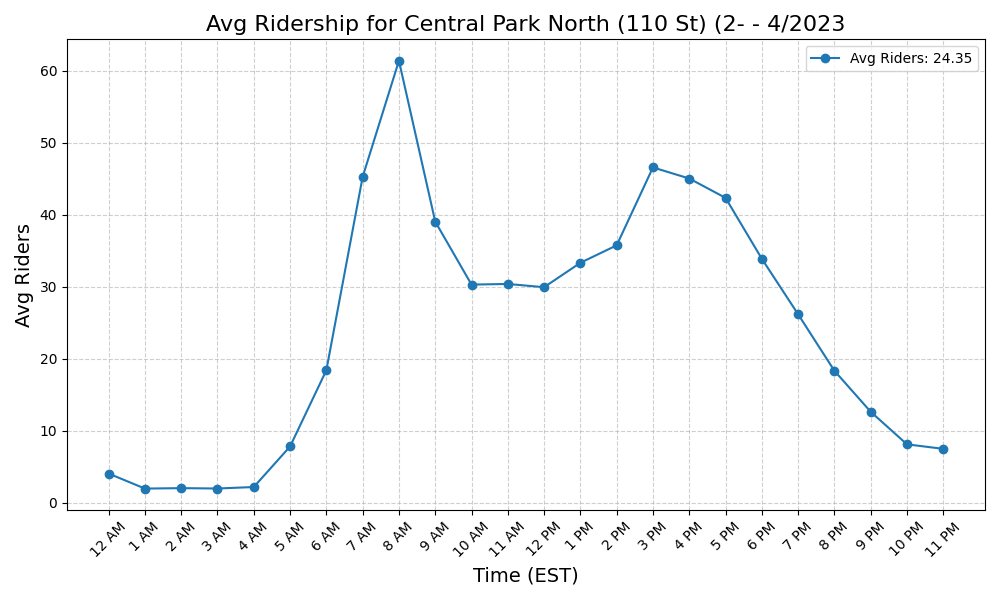 Avg Ridership for Central Park North (110 St) (2- - 4/2023
Avg Riders: 24.35
Avg Riders
60
50
40
30
20
10
0
12 AM
1 AM
2 AM
3 AM
4 AM
5 AM
6 AM
7 AM
8 AM
9 AM
10 AM
11 AM
12 PM
1 PM
2 PM
3 PM
4 PM
5 PM
6 PM
7 PM
8 PM
9 PM
10 PM
11 PM
Time (EST)